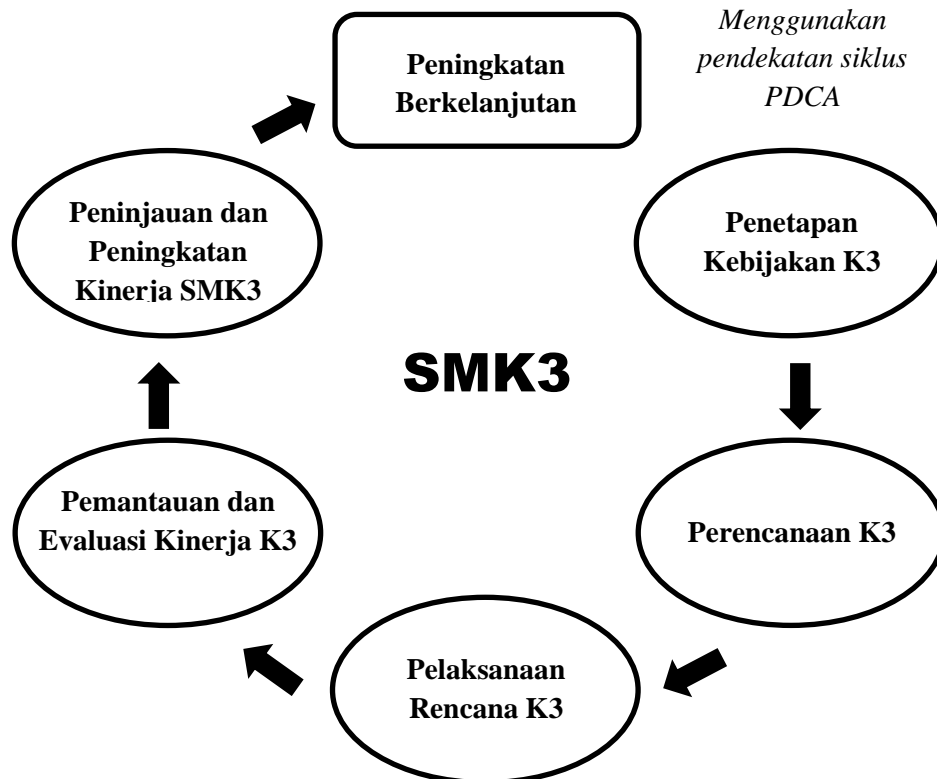 Peningkatan
Berkelanjutan
Menggunakan
pendekatan siklus
PDCA
Penetapan
Kebijakan K3
Perencanaan K3
Pelaksanaan
Rencana K3
Pemantauan dan
Evaluasi Kinerja K3
Peninjauan dan
Peningkatan
Kinerja SMK3
SMK3